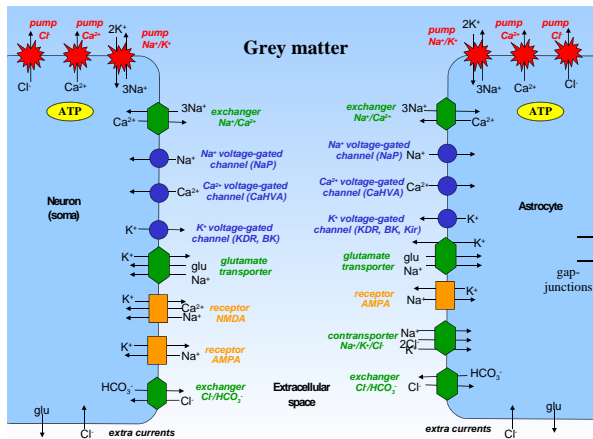 Grey matter
pump
Cl⁻
pump
Ca²⁺
pump
Na⁺/K⁺
2K⁺
Cl⁻
Ca²⁺
3Na⁺
ATP
3Na⁺
Ca²⁺
exchanger
Na⁺/Ca²⁺
Na⁺
Na⁺ voltage-gated
channel (NaP)
Ca²⁺
Ca²⁺ voltage-gated
channel (CaHVA)
Neuron
(soma)
K⁺
K⁺ voltage-gated
channel (KDR, BK)
K⁺
glu
Na⁺
glutamate
transporter
K⁺
Ca²⁺
Na⁺
receptor
NMDA
K⁺
Na⁺
receptor
AMPA
HCO₃⁻
Cl⁻
exchanger
Cl⁻/HCO₃⁻
glu
Cl⁻
extra currents
Extracellular
space
pump
Na⁺/K⁺
pump
Ca²⁺
pump
Cl⁻
2K⁺
3Na⁺
Ca²⁺
Cl⁻
ATP
exchanger
Na⁺/Ca²⁺
3Na⁺
Ca²⁺
Na⁺ voltage-gated
channel (NaP)
Na⁺
Ca²⁺ voltage-gated
channel (CaHVA)
Ca²⁺
Astrocyte
K⁺ voltage-gated
channel (KDR, BK, Kir)
K⁺
glutamate
transporter
K⁺
glu
Na⁺
gap-
junctions
receptor
AMPA
K⁺
Na⁺
contransporter
Na⁺/K⁺/Cl⁻
Na⁺
2Cl⁻
K⁺
exchanger
Cl⁻/HCO₃⁻
HCO₃⁻
Cl⁻
extra currents
Cl⁻
glu